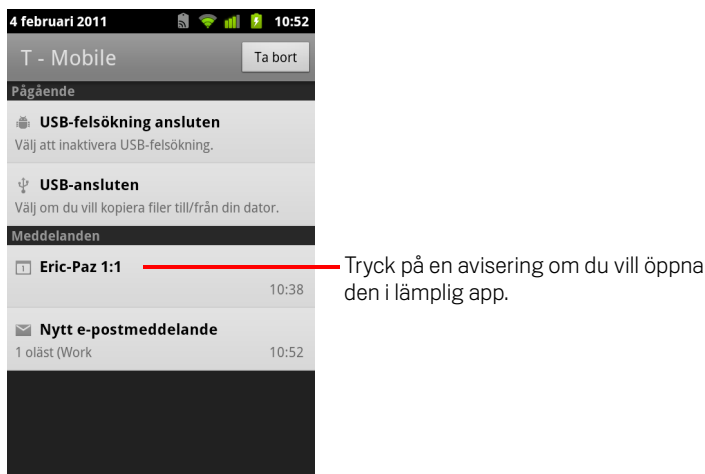 4 februari 2011 10:52
T - Mobile Ta bort
Pågående
USB-felsökning ansluten
Välj att inaktivera USB-felsökning.
USB-ansluten
Välj om du vill kopiera filer till/från din dator.
Meddelanden
1 Eric-Paz 1:1
10:38
Nytt e-postmeddelande
1 oläst (Work 10:52
Tryck på en avisering om du vill öppna
den i lämplig app.